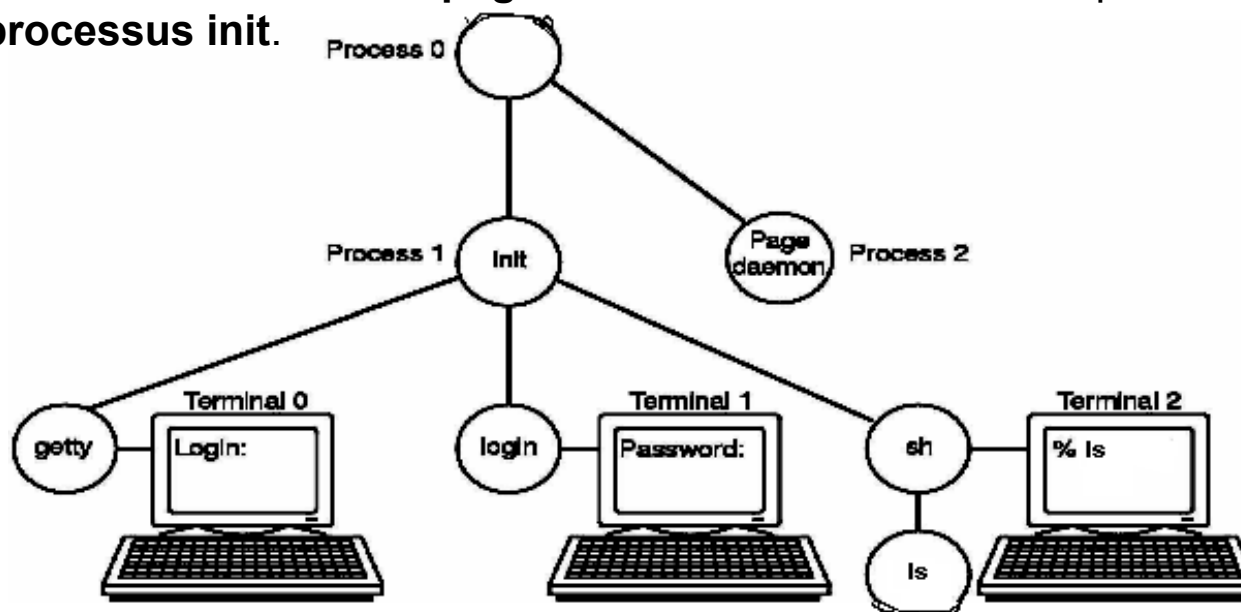 processus init.
Process 0
Process 1
init
Page
daemon
Process 2
Terminal 0
Terminal 1
Terminal 2
getty
Login:
login
Password:
sh
% ls
ls